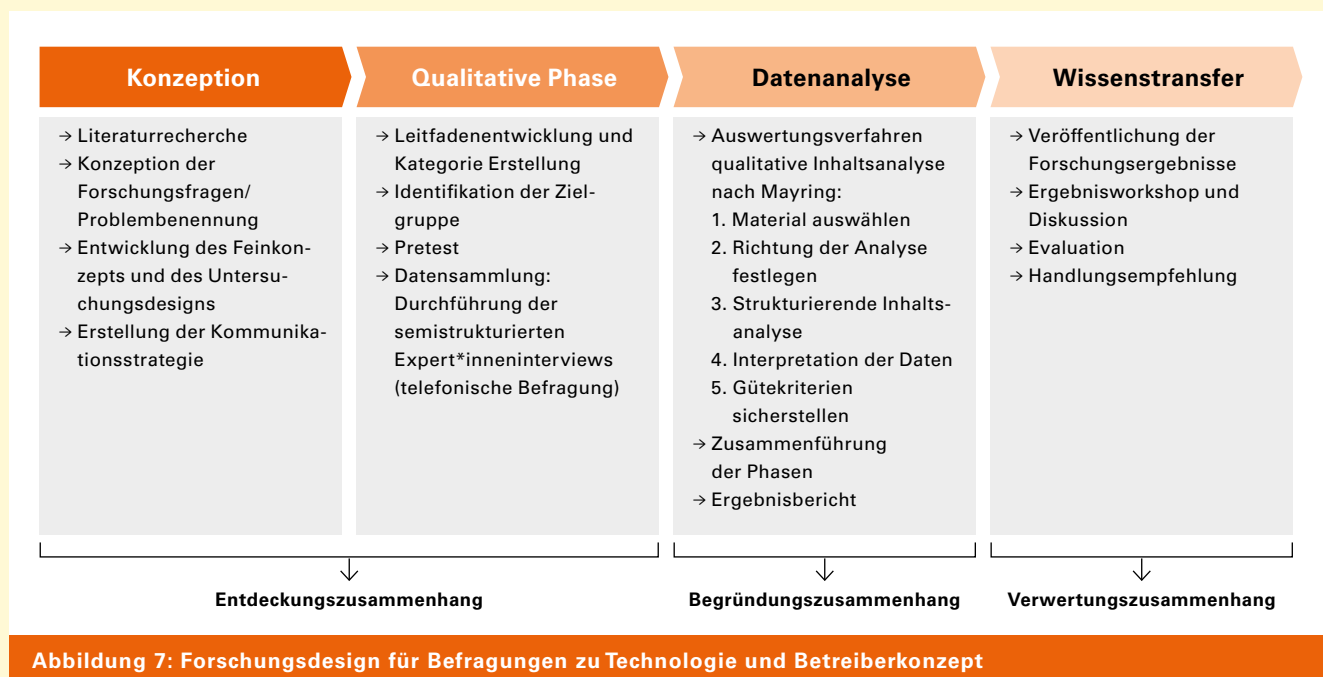 Konzeption
Qualitative Phase
Datenanalyse
Wissenstransfer
→ Literaturrecherche
→ Konzeption der
Forschungsfragen/
Problembenennung
→ Entwicklung des Feinkon-
zepts und des Untersu-
chungsdesigns
→ Erstellung der Kommunika-
tionsstrategie
→ Leitfadenentwicklung und
Kategorie Erstellung
→ Identifikation der Ziel-
gruppe
→ Pretest
→ Datensammlung:
Durchführung der
semistrukturierten
Expert*inneninterviews
(telefonische Befragung)
→ Auswertungsverfahren
qualitative Inhaltsanalyse
nach Mayring:
1. Material auswählen
2. Richtung der Analyse
festlegen
3. Strukturierende Inhalts-
analyse
4. Interpretation der Daten
5. Gütekriterien
sicherstellen
→ Zusammenführung
der Phasen
→ Ergebnisbericht
→ Veröffentlichung der
Forschungsergebnisse
→ Ergebnisworkshop und
Diskussion
→ Evaluation
→ Handlungsempfehlung
Entdeckungszusammenhang
Begründungszusammenhang
Verwertungszusammenhang
Abbildung 7: Forschungsdesign für Befragungen zu Technologie und Betreiberkonzept